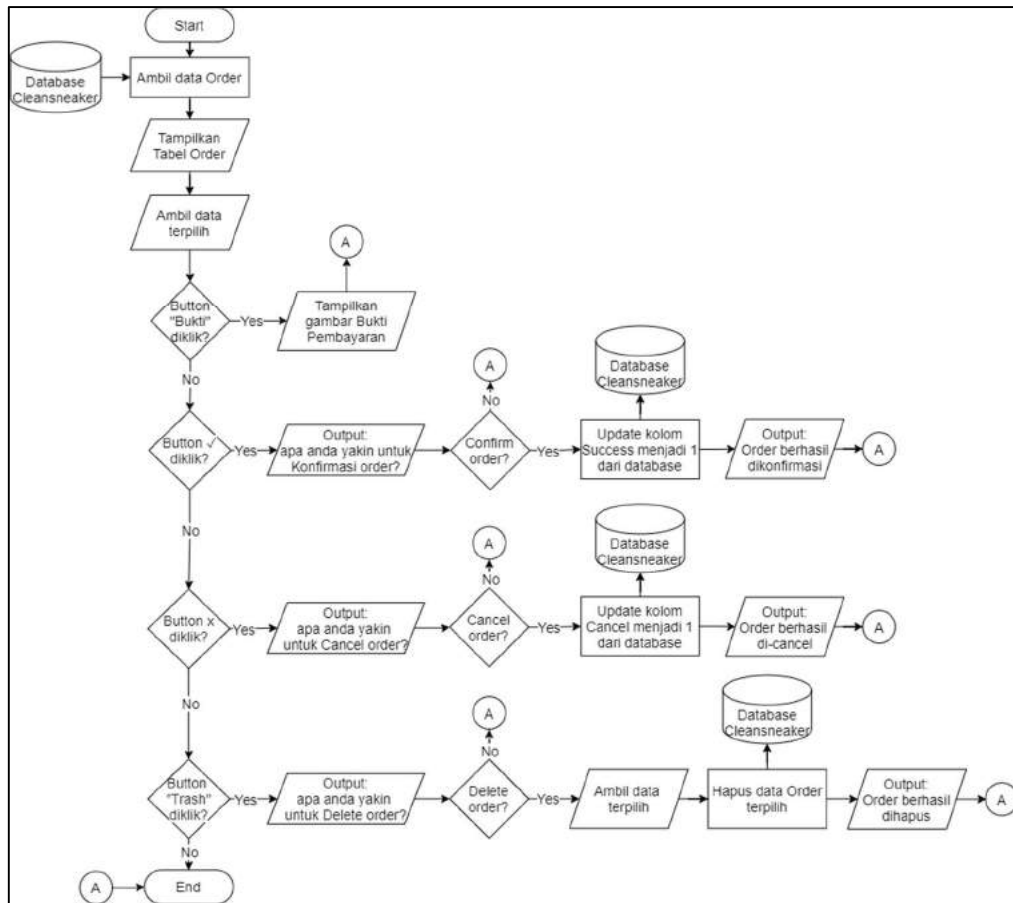 Start
Database
Cleansneaker
Ambil data Order
Tampilkan
Tabel Order
Ambil data
terpilih
A
Button
"Bukti"
diklik?
Yes
Tampilkan
gambar Bukti
Pembayaran
No
A
No
Database
Cleansneaker
Button ✓
diklik?
Yes
Output:
apa anda yakin untuk
Konfirmasi order?
Confirm
order?
Yes
Update kolom
Success menjadi 1
dari database
Output:
Order berhasil
dikonfirmasi
A
No
A
No
Database
Cleansneaker
Button x
diklik?
Yes
Output:
apa anda yakin
untuk Cancel order?
Cancel
order?
Yes
Update kolom
Cancel menjadi 1
dari database
Output:
Order berhasil
di-cancel
A
No
A
No
Database
Cleansneaker
Button
"Trash"
diklik?
Yes
Output:
apa anda yakin
untuk Delete order?
Delete
order?
Yes
Ambil data
terpilih
Hapus data Order
terpilih
Output:
Order berhasil
dihapus
A
No
A
End